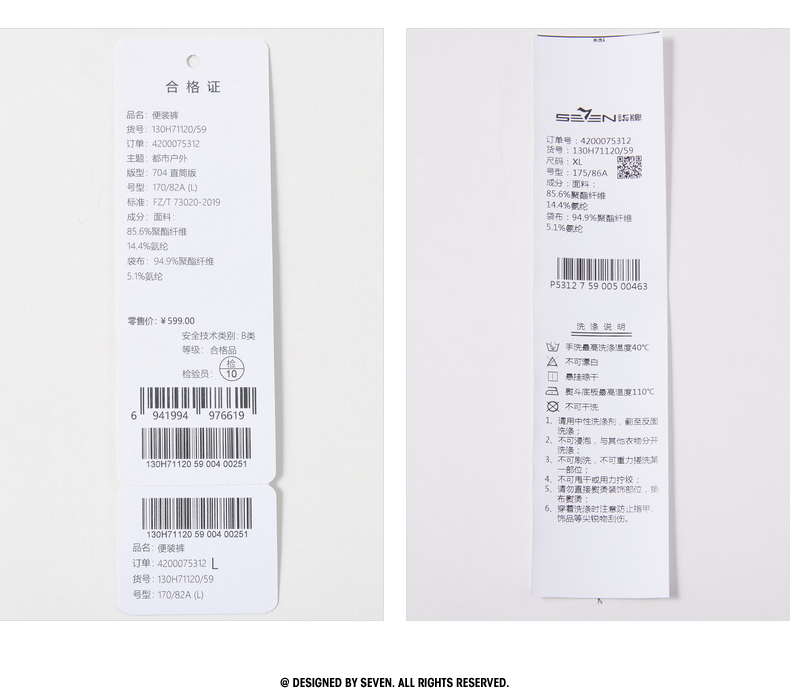 合格证
品名：便装裤
货号：130H71120/59
订单：4200075312
主题：都市户外
版型：704 直筒版
号型：170/82A (L)
标准：FZ/T 73020-2019
成分：面料：
85.6%聚酯纤维
14.4%氨纶
袋布：94.9%聚酯纤维
5.1%氨纶
零售价：￥599.00
安全技术类别：B类
等级：合格品
检
检验员：
10
6 941994 976619
130H71120 59 004 00251
130H71120 59 004 00251
品名：便装裤
订单：4200075312 L
货号：130H71120/59
号型：170/82A (L)
SEVEN 柒牌
订单号：4200075312
货号：130H71120/59
尺码：XL
号型：175/86A
成分：面料：
85.6%聚酯纤维
14.4%氨纶
袋布：94.9%聚酯纤维
5.1%氨纶
P5312 7 59 005 00463
洗涤说明
手洗最高洗涤温度40℃
不可漂白
悬挂晾干
熨斗底板最高温度110℃
不可干洗
1、请用中性洗涤剂，翻至反面
洗涤；
2、不可浸泡，与其他衣物分开
洗涤；
3、不可刷洗，不可重力搓洗某
一部位；
4、不可甩干或用力拧绞；
5、请勿直接熨烫装饰部位，垫
布熨烫；
6、穿着洗涤时注意防止指甲、
饰品等尖锐物刮伤。
@ DESIGNED BY SEVEN. ALL RIGHTS RESERVED.